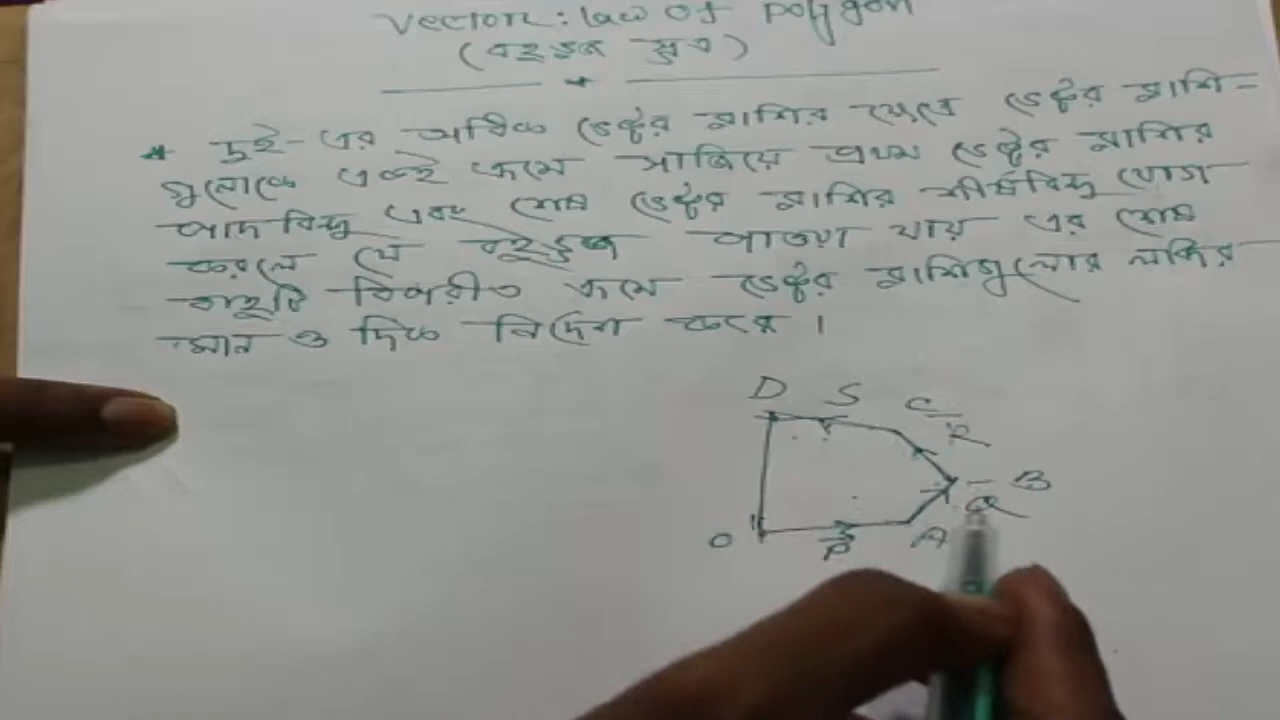 Vector: law of polygon
(বহুভুজ সুত্র)
* দুই-এর অধিক ভেক্টর রাশির ক্ষেত্রে ভেক্টর রাশি-
গুলোকে একই ক্রমে সাজিয়ে প্রথম ভেক্টর রাশির
পাদবিন্দু এবং শেষ ভেক্টর রাশির শীর্ষবিন্দু যোগ
করলে যে বহুভুজ পাওয়া যায় এর শেষ
বাহুটি বিপরীত ক্রমে ভেক্টর রাশিগুলোর লব্ধির
মান ও দিক নির্দেশ করে ।
D S C
R
B
Q
O P A